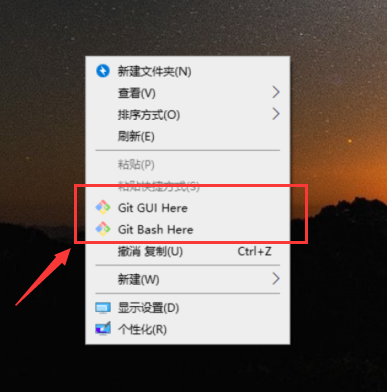 新建文件夹(N)
查看(V)
排序方式(O)
刷新(E)
粘贴(P)
粘贴快捷方式(S)
Git GUI Here
Git Bash Here
撤消 复制(U) Ctrl+Z
新建(W)
显示设置(D)
个性化(R)